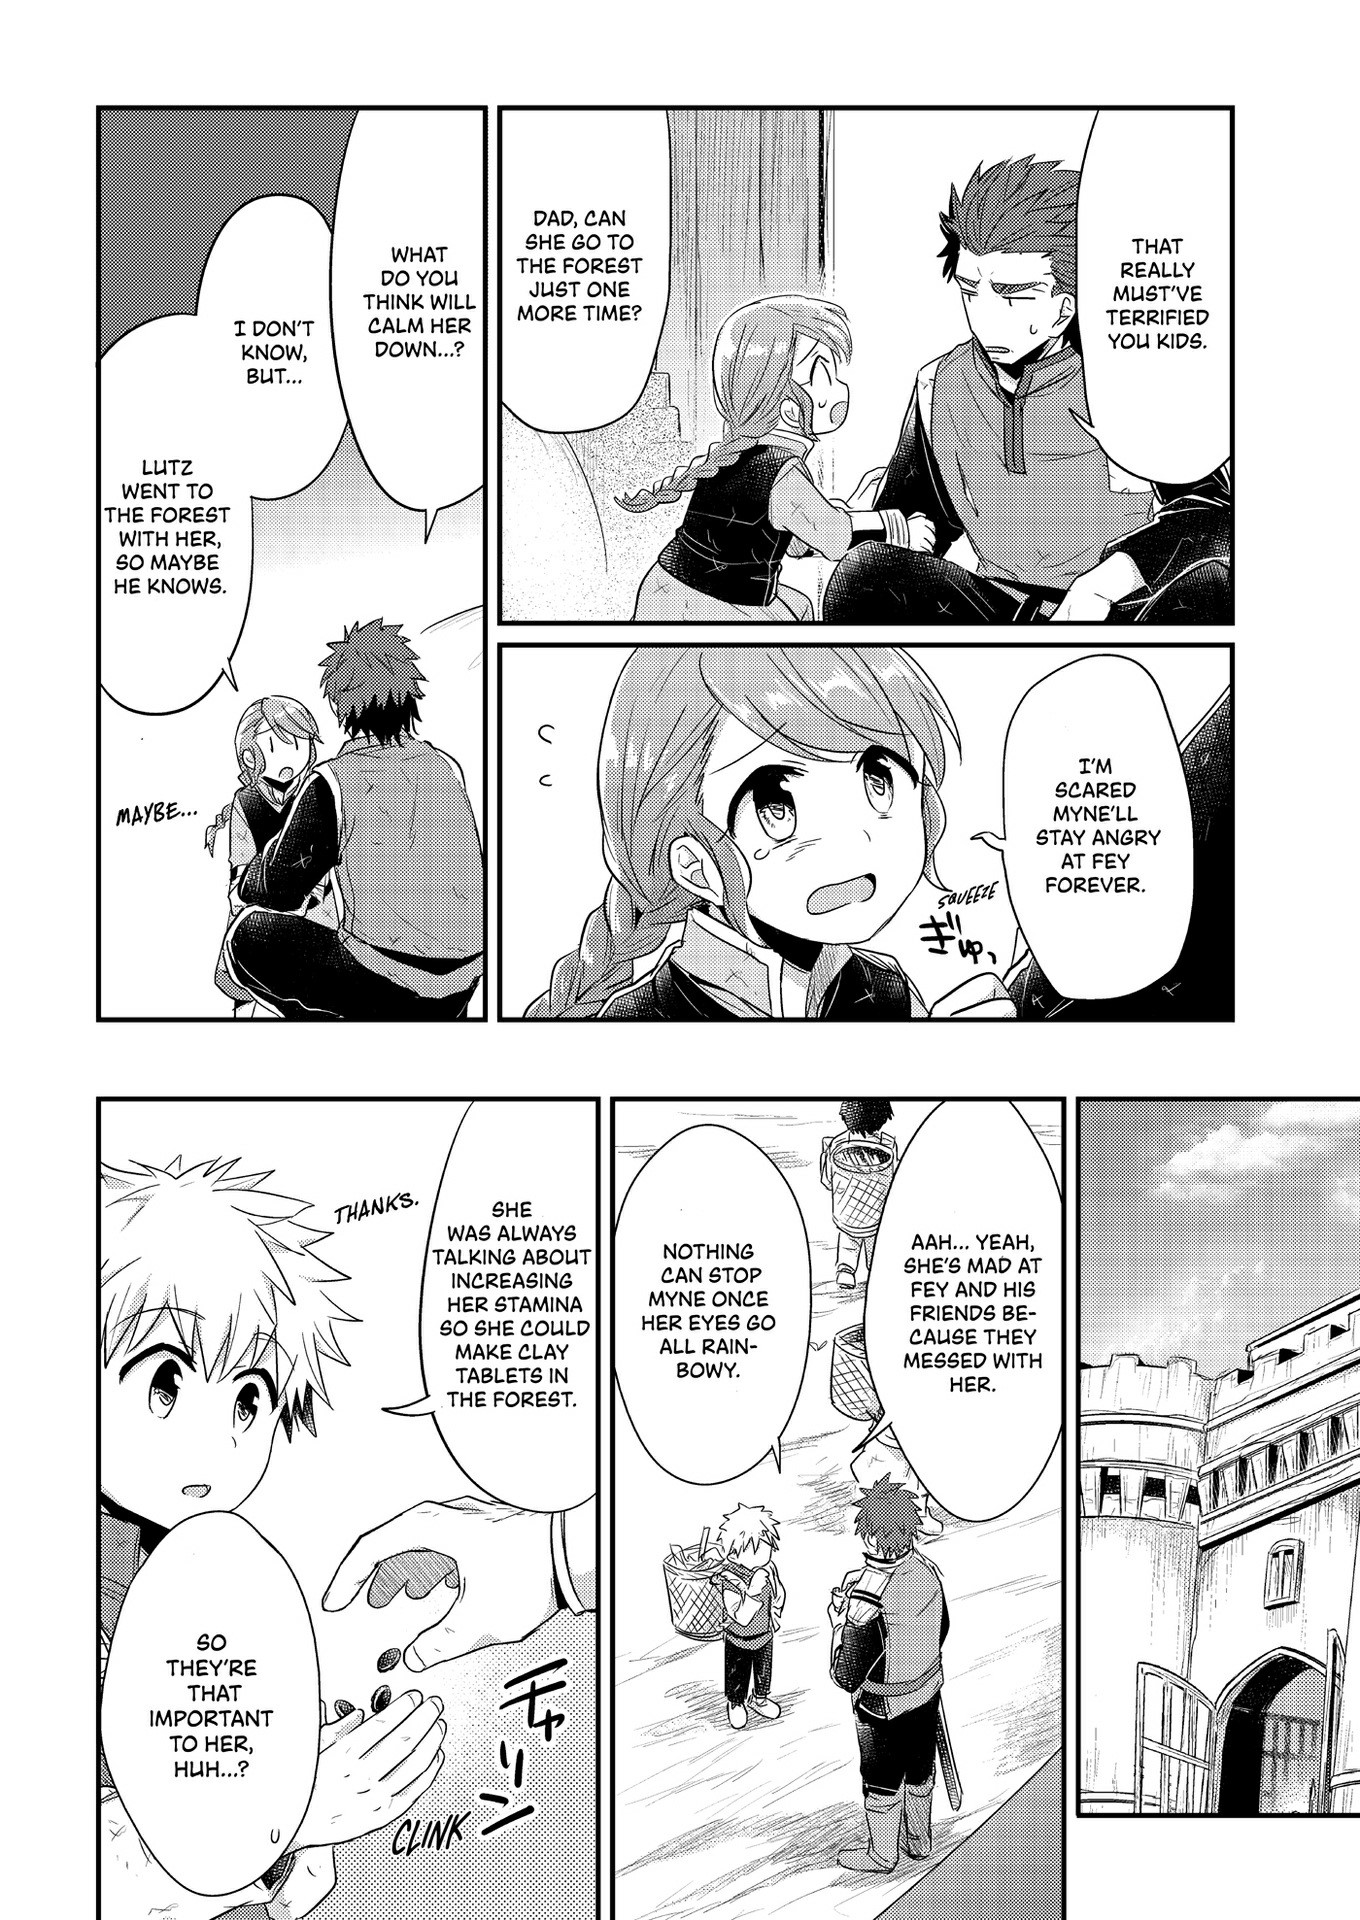 THAT
REALLY
MUST'VE
TERRIFIED
YOU KIDS.
DAD, CAN
SHE GO TO
THE FOREST
JUST ONE
MORE TIME?
I'M
SCARED
MYNE'LL
STAY ANGRY
AT FEY
FOREVER.
SQUEEZE
ぎゅっ
WHAT
DO YOU
THINK WILL
CALM HER
DOWN...?
I DON'T
KNOW,
BUT...
LUTZ
WENT TO
THE FOREST
WITH HER,
SO MAYBE
HE KNOWS.
MAYBE...
AAH... YEAH,
SHE'S MAD AT
FEY AND HIS
FRIENDS BE-
CAUSE THEY
MESSED WITH
HER.
NOTHING
CAN STOP
MYNE ONCE
HER EYES GO
ALL RAIN-
BOWY.
SHE
WAS ALWAYS
TALKING ABOUT
INCREASING
HER STAMINA
SO SHE COULD
MAKE CLAY
TABLETS IN
THE FOREST.
THANKS.
SO
THEY'RE
THAT
IMPORTANT
TO HER,
HUH...?
チャリン
CLINK